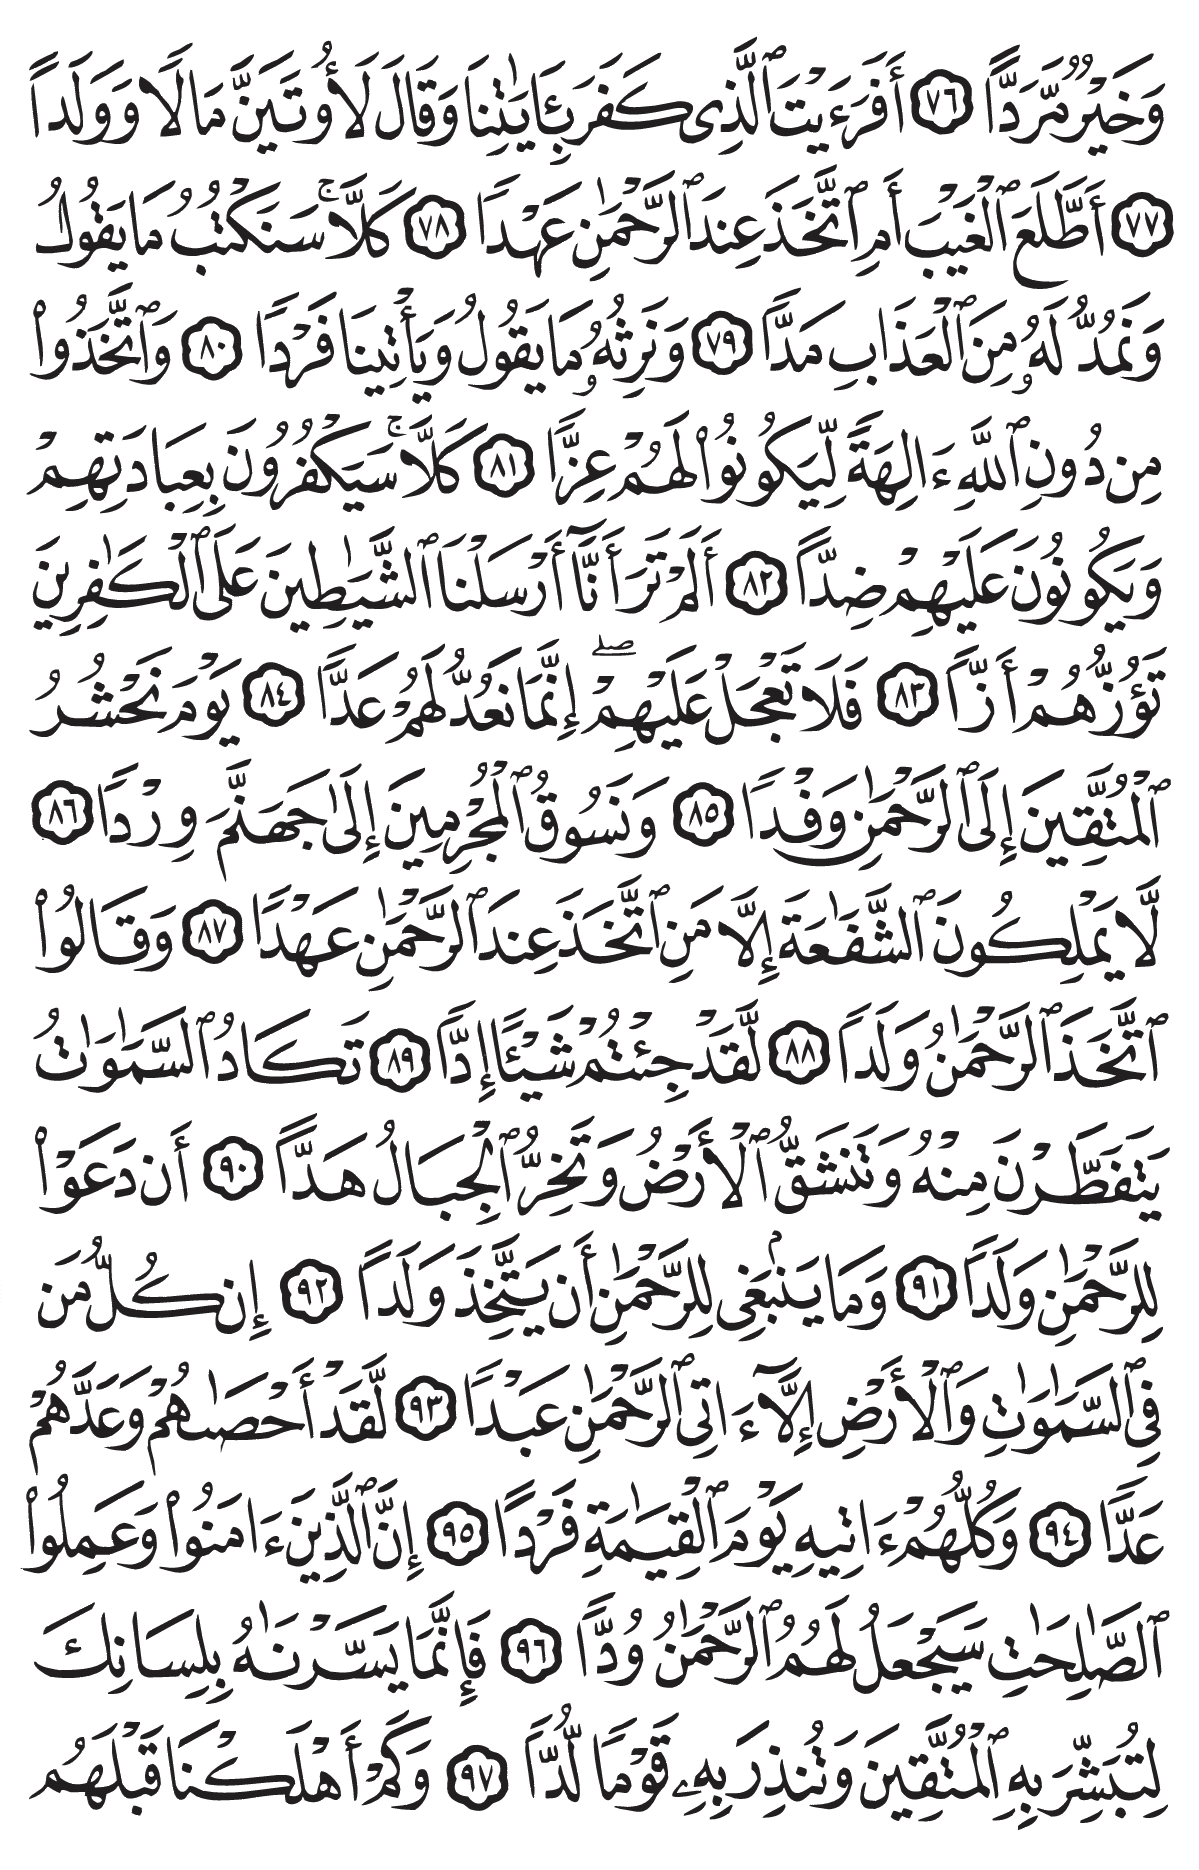 وَخَيْرٌ مَّرَدًّا ٧٦ أَفَرَءَيْتَ ٱلَّذِى كَفَرَ بِـَٔايَـٰتِنَا وَقَالَ لَأُوتَيَنَّ مَالًا وَوَلَدًا
٧٧ أَطَّلَعَ ٱلْغَيْبَ أَمِ ٱتَّخَذَ عِندَ ٱلرَّحْمَـٰنِ عَهْدًا ٧٨ كَلَّا ۚ سَنَكْتُبُ مَا يَقُولُ
وَنَمُدُّ لَهُۥ مِنَ ٱلْعَذَابِ مَدًّا ٧٩ وَنَرِثُهُۥ مَا يَقُولُ وَيَأْتِينَا فَرْدًا ٨٠ وَٱتَّخَذُوا۟
مِن دُونِ ٱللَّهِ ءَالِهَةً لِّيَكُونُوا۟ لَهُمْ عِزًّا ٨١ كَلَّا ۚ سَيَكْفُرُونَ بِعِبَادَتِهِمْ
وَيَكُونُونَ عَلَيْهِمْ ضِدًّا ٨٢ أَلَمْ تَرَ أَنَّآ أَرْسَلْنَا ٱلشَّيَـٰطِينَ عَلَى ٱلْكَـٰفِرِينَ
تَؤُزُّهُمْ أَزًّا ٨٣ فَلَا تَعْجَلْ عَلَيْهِمْ ۖ إِنَّمَا نَعُدُّ لَهُمْ عَدًّا ٨٤ يَوْمَ نَحْشُرُ
ٱلْمُتَّقِينَ إِلَى ٱلرَّحْمَـٰنِ وَفْدًا ٨٥ وَنَسُوقُ ٱلْمُجْرِمِينَ إِلَىٰ جَهَنَّمَ وِرْدًا ٨٦
لَّا يَمْلِكُونَ ٱلشَّفَـٰعَةَ إِلَّا مَنِ ٱتَّخَذَ عِندَ ٱلرَّحْمَـٰنِ عَهْدًا ٨٧ وَقَالُوا۟
ٱتَّخَذَ ٱلرَّحْمَـٰنُ وَلَدًا ٨٨ لَّقَدْ جِئْتُمْ شَيْـًٔا إِدًّا ٨٩ تَكَادُ ٱلسَّمَـٰوَٰتُ
يَتَفَطَّرْنَ مِنْهُ وَتَنشَقُّ ٱلْأَرْضُ وَتَخِرُّ ٱلْجِبَالُ هَدًّا ٩٠ أَن دَعَوْا۟
لِلرَّحْمَـٰنِ وَلَدًا ٩١ وَمَا يَنۢبَغِى لِلرَّحْمَـٰنِ أَن يَتَّخِذَ وَلَدًا ٩٢ إِن كُلُّ مَن
فِى ٱلسَّمَـٰوَٰتِ وَٱلْأَرْضِ إِلَّآ ءَاتِى ٱلرَّحْمَـٰنِ عَبْدًا ٩٣ لَّقَدْ أَحْصَىٰهُمْ وَعَدَّهُمْ
عَدًّا ٩٤ وَكُلُّهُمْ ءَاتِيهِ يَوْمَ ٱلْقِيَـٰمَةِ فَرْدًا ٩٥ إِنَّ ٱلَّذِينَ ءَامَنُوا۟ وَعَمِلُوا۟
ٱلصَّـٰلِحَـٰتِ سَيَجْعَلُ لَهُمُ ٱلرَّحْمَـٰنُ وُدًّا ٩٦ فَإِنَّمَا يَسَّرْنَـٰهُ بِلِسَانِكَ
لِتُبَشِّرَ بِهِ ٱلْمُتَّقِينَ وَتُنذِرَ بِهِۦ قَوْمًا لُّدًّا ٩٧ وَكَمْ أَهْلَكْنَا قَبْلَهُم